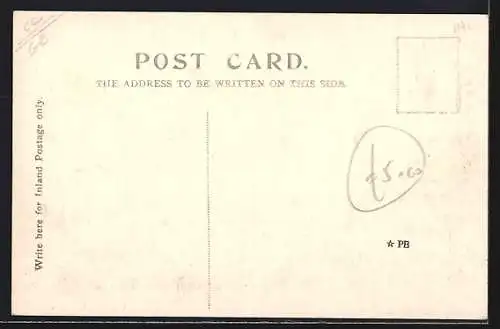 POST CARD.
THE ADDRESS TO BE WRITTEN ON THIS SIDE.
Write here for Inland Postage only.
£5.00
☆ PB